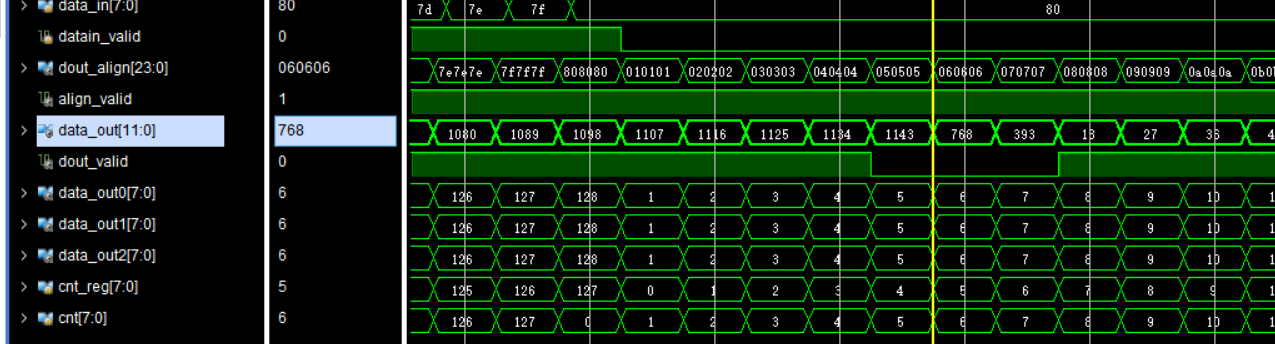 data_in[7:0] 80 7d 7e 7f 80
datain_valid 0
dout_align[23:0] 060606 7e7e7e 7f7f7f 808080 010101 020202 030303 040404 050505 060606 070707 080808 090909 0a0a0a 0b0
align_valid 1
data_out[11:0] 768 1080 1089 1098 1107 1116 1125 1134 1143 768 393 18 27 36 4
dout_valid 0
data_out0[7:0] 6 126 127 128 1 2 3 4 5 6 7 8 9 10 1
data_out1[7:0] 6 126 127 128 1 2 3 4 5 6 7 8 9 10 1
data_out2[7:0] 6 126 127 128 1 2 3 4 5 6 7 8 9 10 1
cnt_reg[7:0] 5 125 126 127 0 1 2 3 4 5 6 7 8 9 1
cnt[7:0] 6 126 127 0 1 2 3 4 5 6 7 8 9 10 1